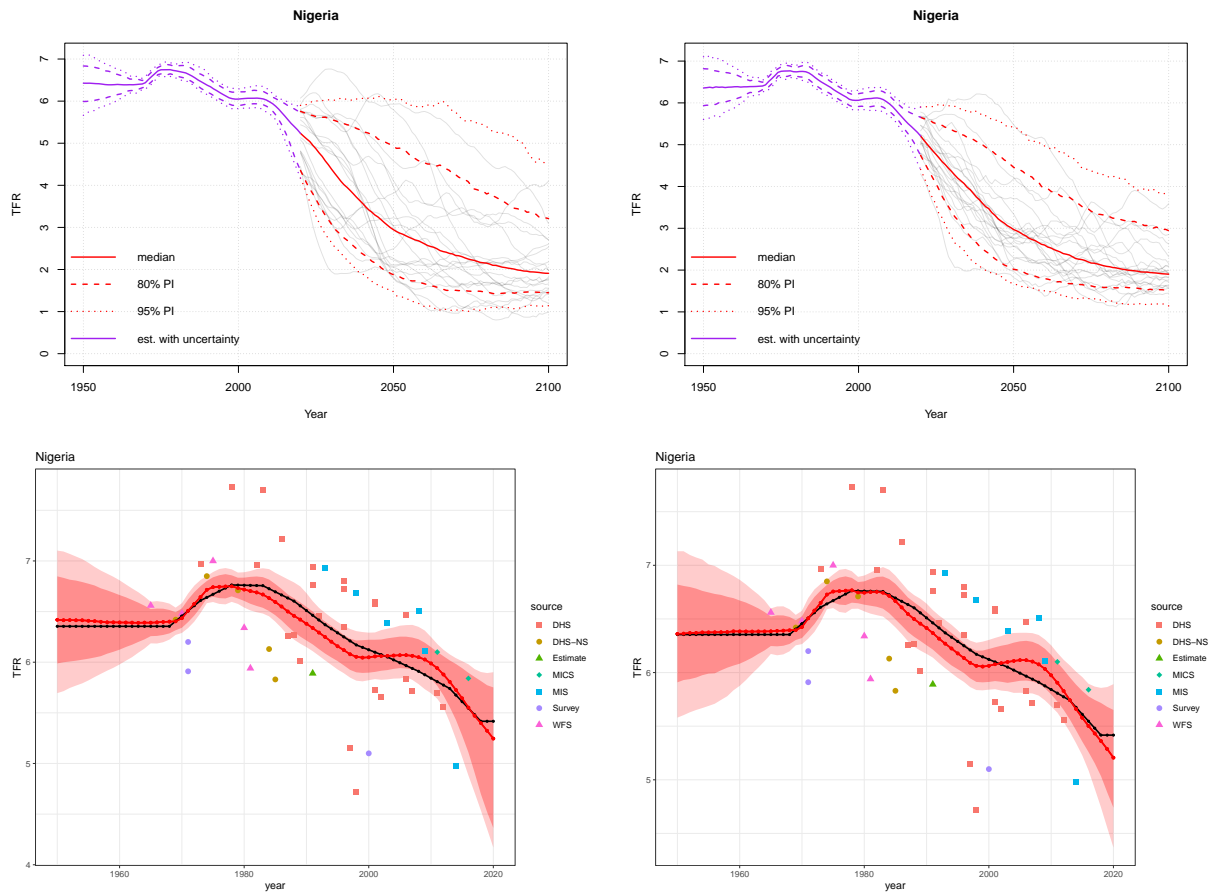 Nigeria
7
6
5
4
3
2
1
0
TFR
median
80% PI
95% PI
est. with uncertainty
1950
2000
2050
2100
Year
Nigeria
7
6
5
4
3
2
1
0
TFR
median
80% PI
95% PI
est. with uncertainty
1950
2000
2050
2100
Year
Nigeria
7
6
5
4
TFR
1960
1980
2000
2020
year
source
DHS
DHS−NS
Estimate
MICS
MIS
Survey
WFS
Nigeria
7
6
5
TFR
1960
1980
2000
2020
year
source
DHS
DHS−NS
Estimate
MICS
MIS
Survey
WFS